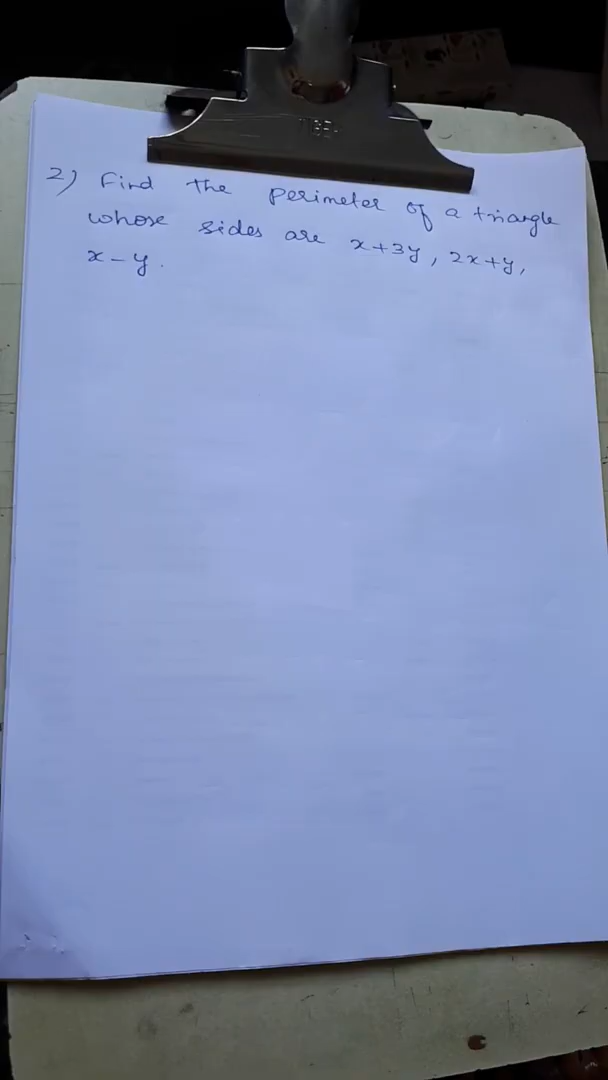 2) Find the perimeter of a triangle
whose sides are x+3y, 2x+y,
x-y.